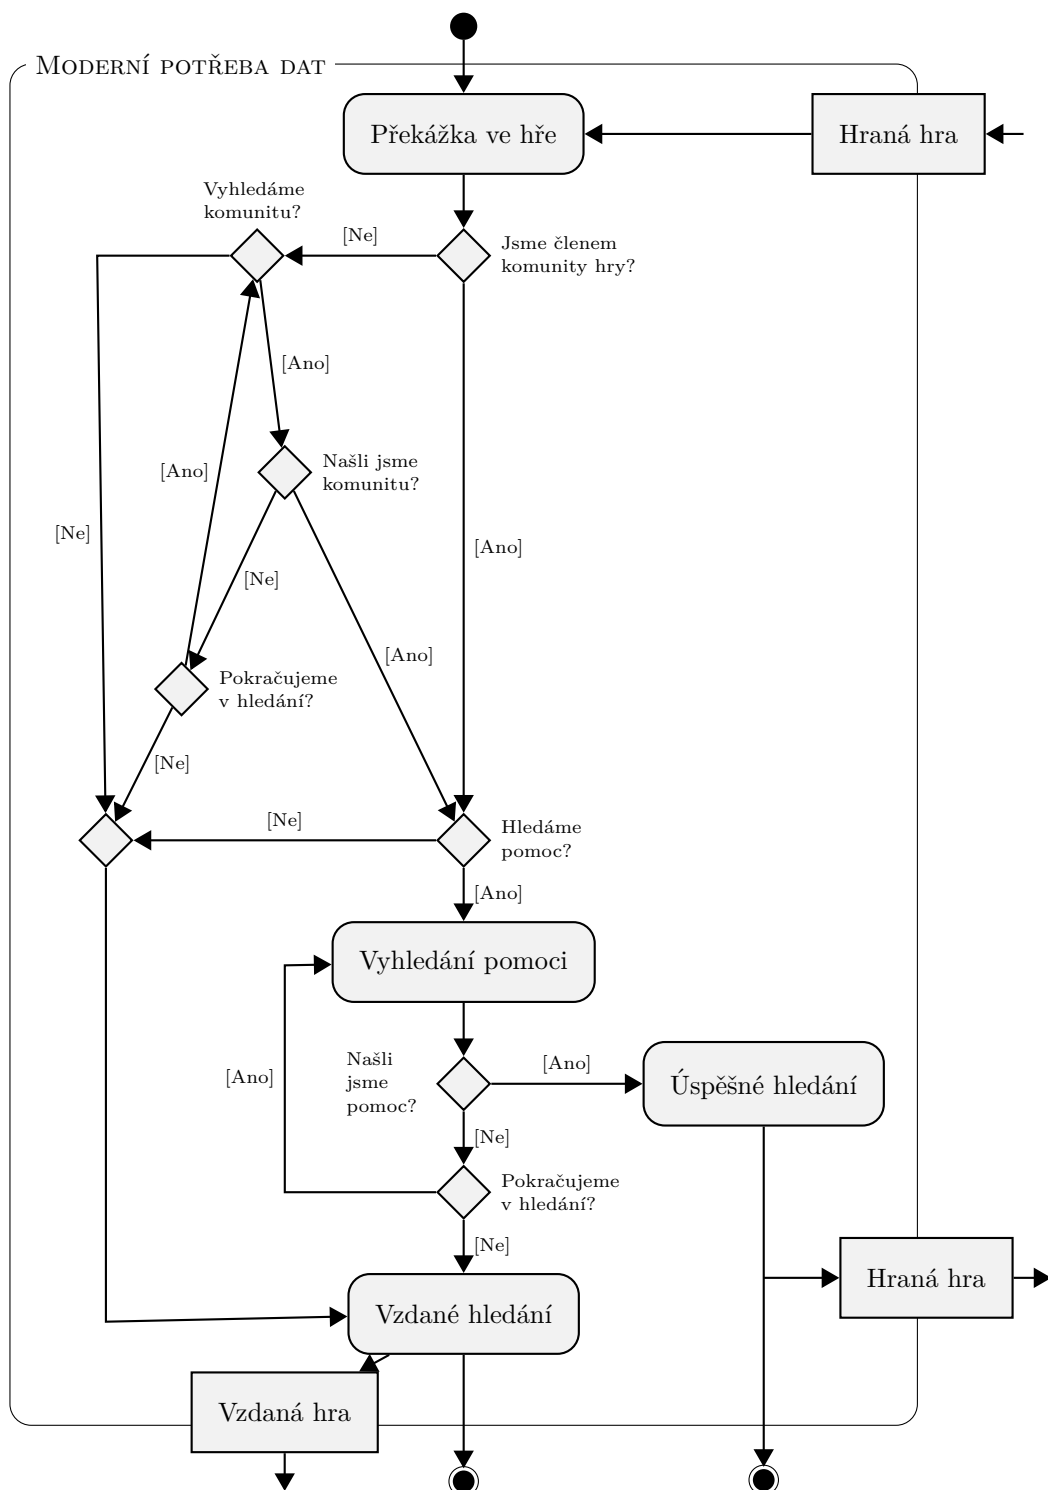 Moderní potřeba dat
Překážka ve hře
Hraná hra
Vyhledáme
komunitu?
[Ne]
Jsme členem
komunity hry?
[Ano]
Našli jsme
komunitu?
[Ano]
[Ne]
[Ano]
[Ne]
[Ano]
Pokračujeme
v hledání?
[Ne]
[Ne]
Hledáme
pomoc?
[Ano]
Vyhledání pomoci
Našli
jsme
pomoc?
[Ano]
[Ano]
Úspěšné hledání
[Ne]
Pokračujeme
v hledání?
[Ne]
Hraná hra
Vzdané hledání
Vzdaná hra